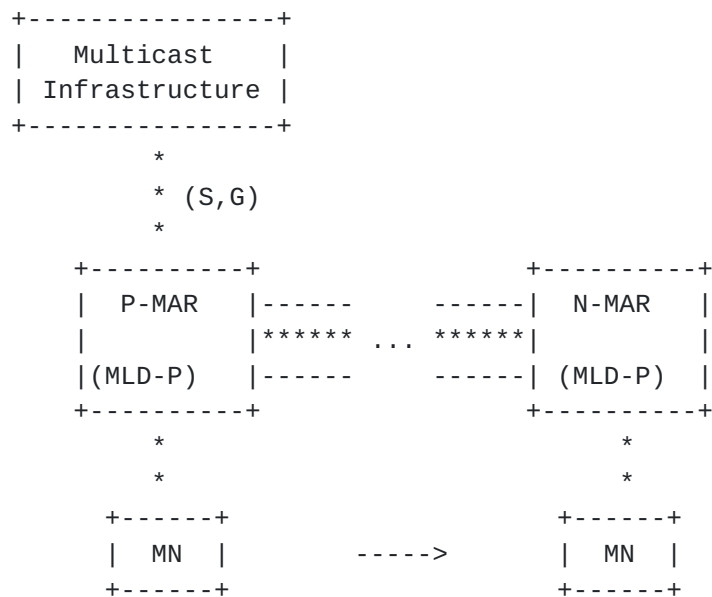 +----------------+
|   Multicast    |
| Infrastructure |
+----------------+
         *
         * (S,G)
         *
    +----------+                 +----------+
    |  P-MAR   |------     ------|  N-MAR   |
    |          |****** ... ******|          |
    |(MLD-P)   |------     ------| (MLD-P)  |
    +----------+                 +----------+
         *                             *
         *                             *
      +------+                     +------+
      |  MN  |        ----->       |  MN  |
      +------+                     +------+